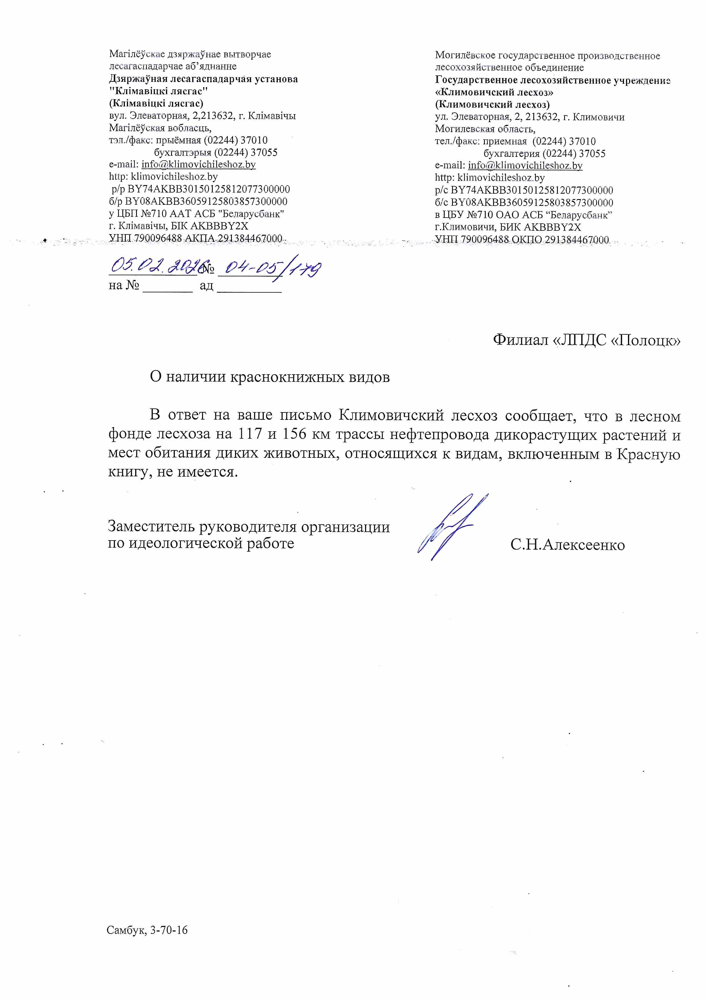 Магілёўскае дзяржаўнае вытворчае
лесагаспадарчае аб’яднанне
Дзяржаўная лесагаспадарчая установа
"Клімавіцкі лясгас"
(Клімавіцкі лясгас)
вул. Элеваторная, 2,213632, г. Клімавічы
Магілёўская вобласць,
тэл./факс: прыёмная (02244) 37010
бухгалтэрыя (02244) 37055
e-mail: info@klimovichileshoz.by
http: klimovichileshoz.by
р/р BY74AKBB30150125812077300000
б/р BY08AKBB36059125803857300000
у ЦБП №710 ААТ АСБ "Беларусбанк"
г. Клімавічы, БІК AKBBBY2X
УНП 790096488 АКПА 291384467000
Могилёвское государственное производственное
лесохозяйственное объединение
Государственное лесохозяйственное учреждение
«Климовичский лесхоз»
(Климовичский лесхоз)
ул. Элеваторная, 2, 213632, г. Климовичи
Могилевская область,
тел./факс: приемная (02244) 37010
бухгалтерия (02244) 37055
e-mail: info@klimovichileshoz.by
http: klimovichileshoz.by
р/с BY74AKBB30150125812077300000
б/с BY08AKBB36059125803857300000
в ЦБУ №710 ОАО АСБ “Беларусбанк”
г.Климовичи, БИК AKBBBY2X
УНП 790096488 ОКПО 291384467000
05.02.2026 № 04-05/179
на № ________ ад __________
Филиал «ЛПДС «Полоцк»
О наличии краснокнижных видов
В ответ на ваше письмо Климовичский лесхоз сообщает, что в лесном
фонде лесхоза на 117 и 156 км трассы нефтепровода дикорастущих растений и
мест обитания диких животных, относящихся к видам, включенным в Красную
книгу, не имеется.
Заместитель руководителя организации
по идеологической работе С.Н.Алексеенко
Самбук, 3-70-16